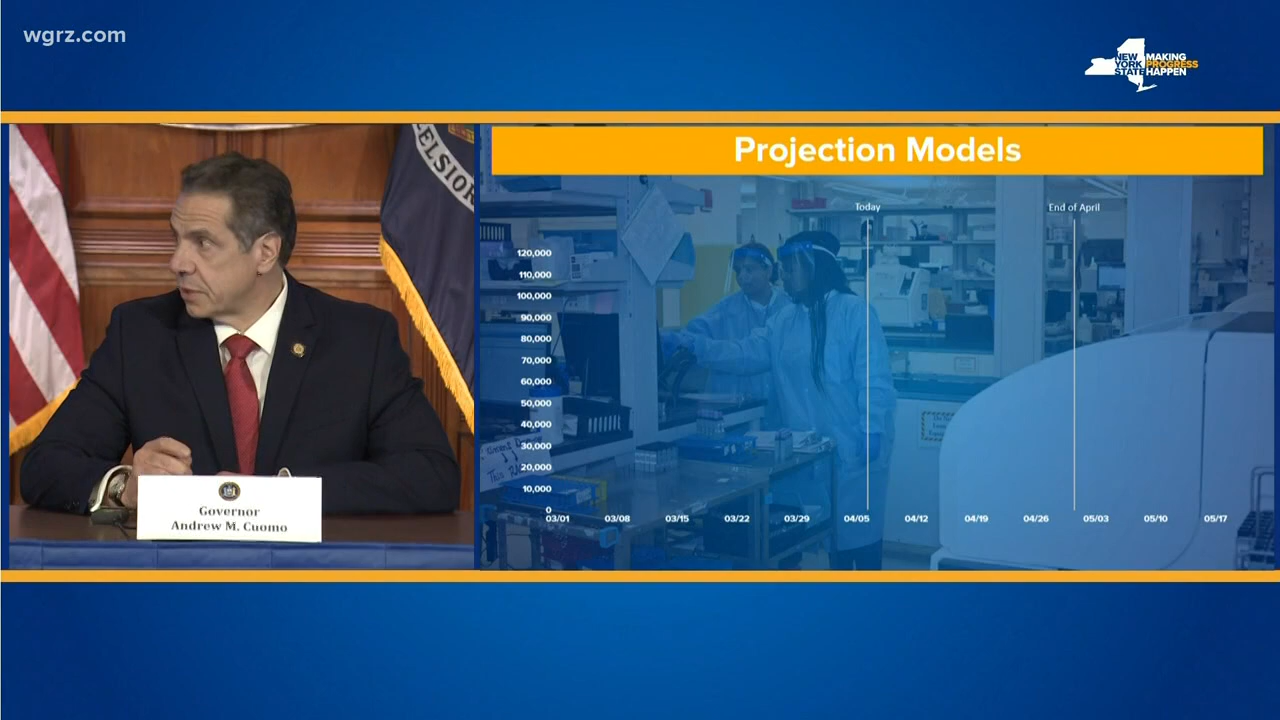 wgrz.com
NEW
YORK
STATE
MAKING
PROGRESS
HAPPEN
ELSIOR
Governor
Andrew M. Cuomo
Projection Models
Today
End of April
120,000
110,000
100,000
90,000
80,000
70,000
60,000
50,000
40,000
30,000
20,000
10,000
0
03/01 03/08 03/15 03/22 03/29 04/05 04/12 04/19 04/26 05/03 05/10 05/17